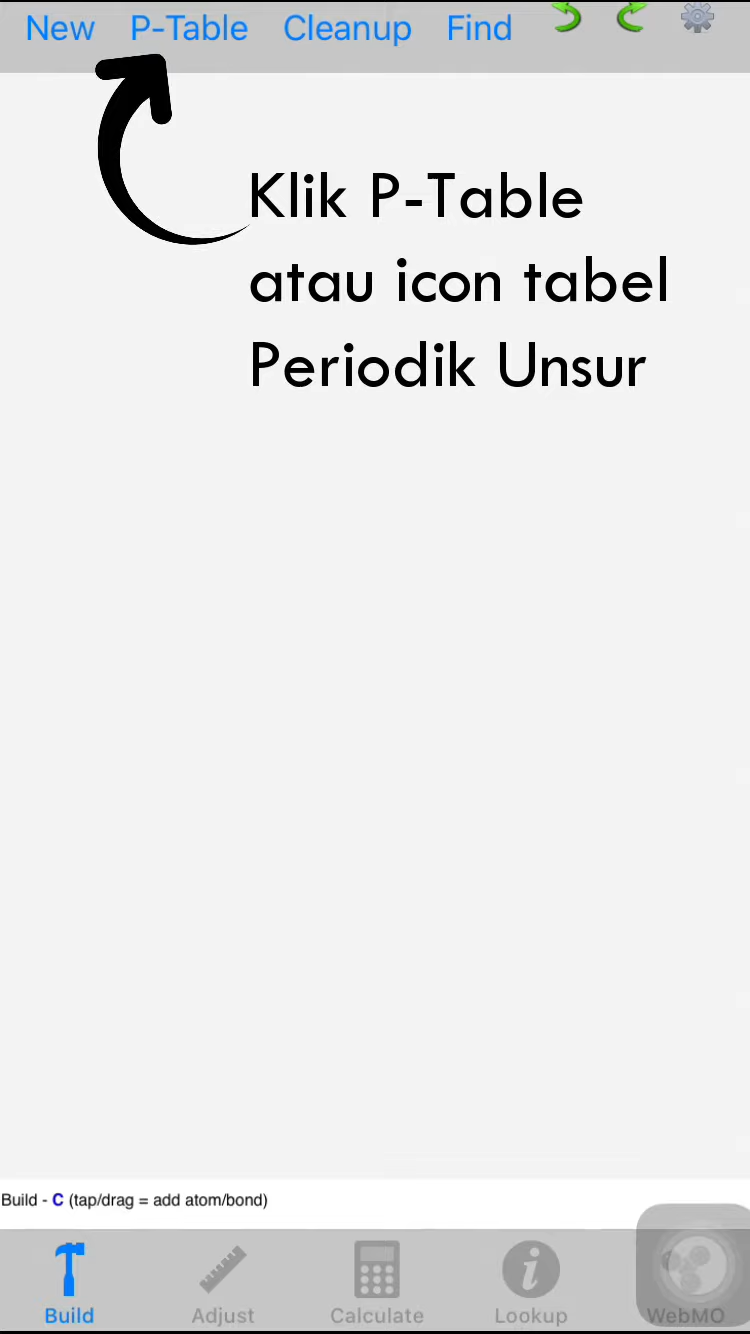 New P-Table Cleanup Find
Klik P-Table
atau icon tabel
Periodik Unsur
Build - C (tap/drag = add atom/bond)
Build Adjust Calculate Lookup WebMO